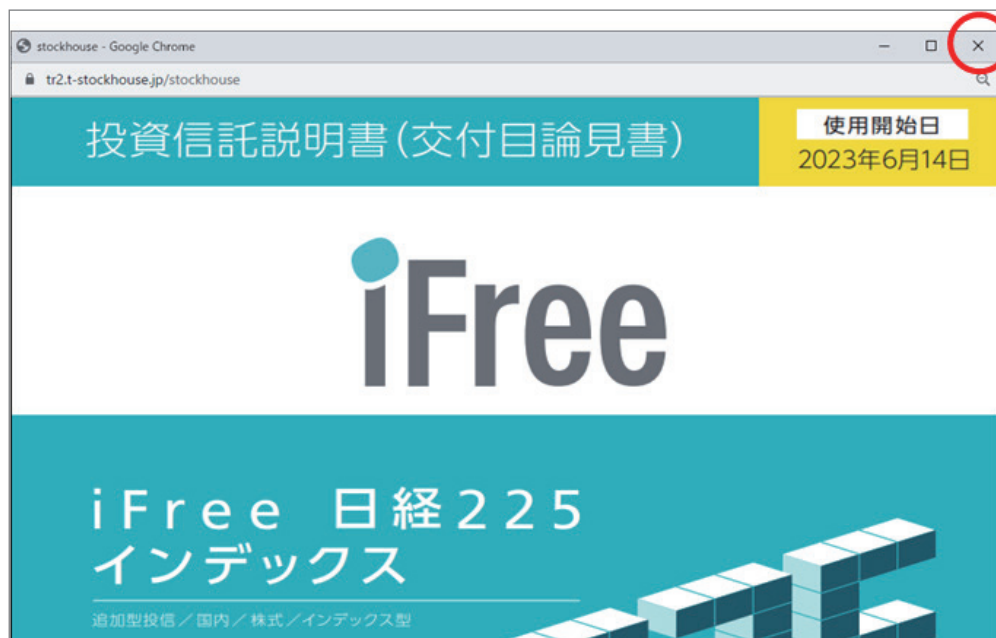 stockhouse - Google Chrome
tr2.t-stockhouse.jp/stockhouse
投資信託説明書(交付目論見書)
使用開始日
2023年6月14日
iFree
iFree 日経225
インデックス
追加型投信／国内／株式／インデックス型